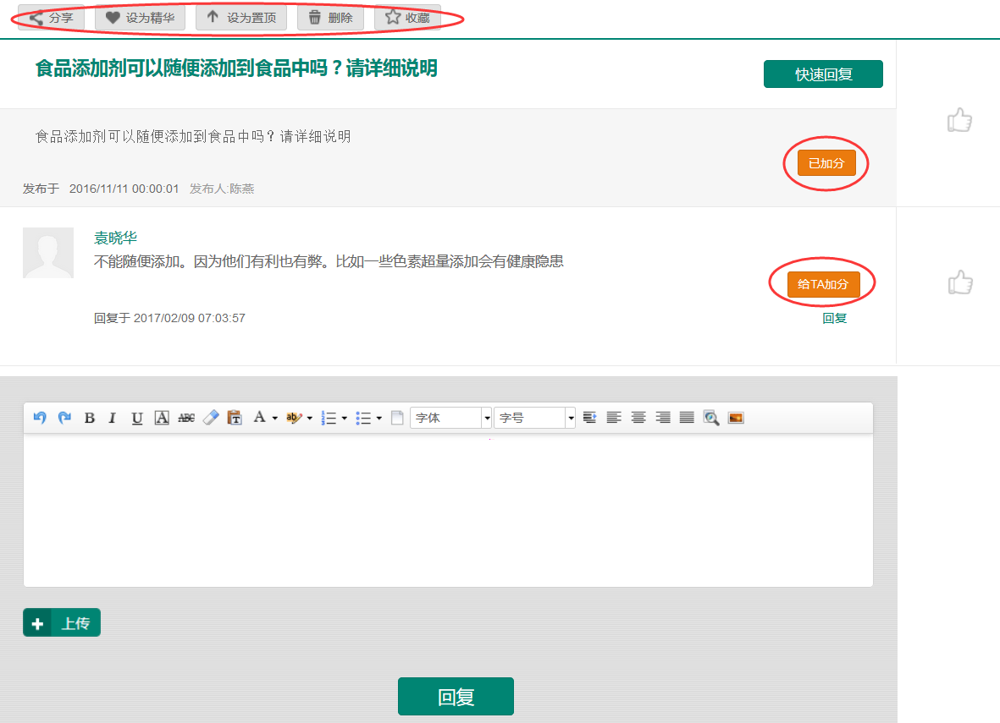 分享 设为精华 设为置顶 删除 收藏
食品添加剂可以随便添加到食品中吗？请详细说明
快速回复
食品添加剂可以随便添加到食品中吗？请详细说明
已加分
发布于 2016/11/11 00:00:01 发布人:陈燕
袁晓华
不能随便添加。因为他们有利也有弊。比如一些色素超量添加会有健康隐患
给TA加分
回复于 2017/02/09 07:03:57
回复
B I U A ABC T A ab 字体 字号
上传
回复